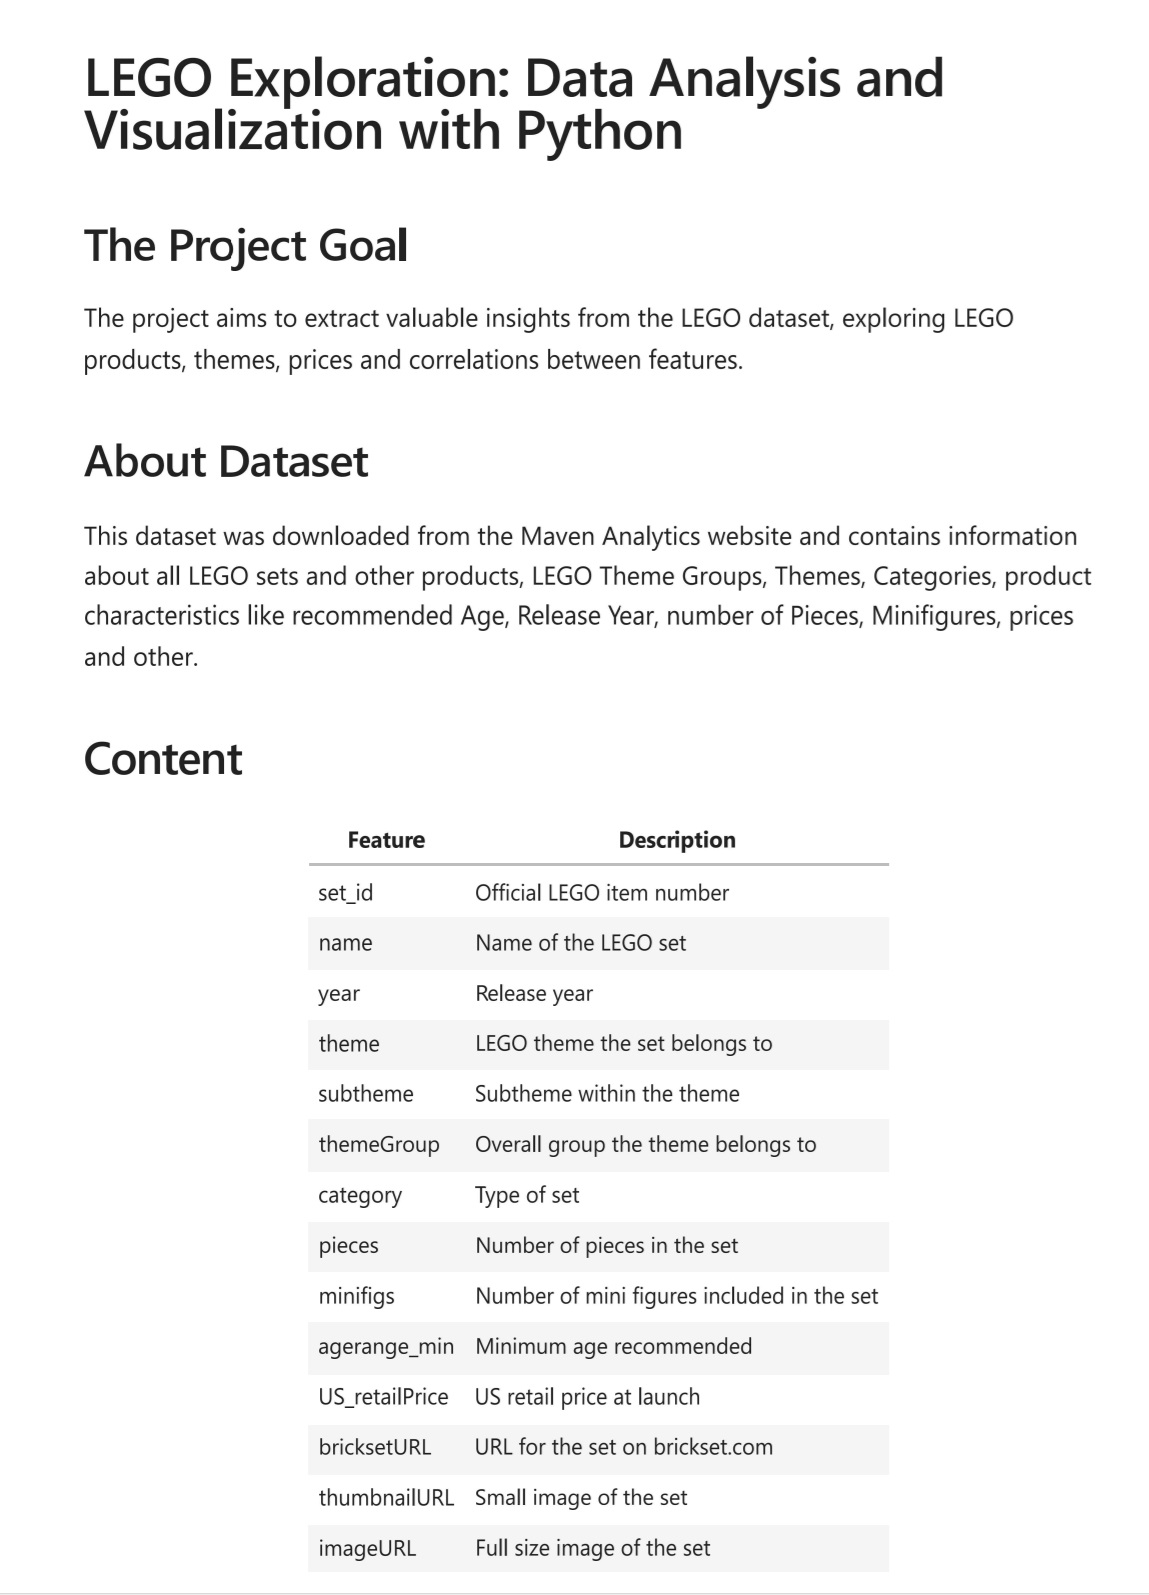 LEGO Exploration: Data Analysis and
Visualization with Python
The Project Goal
The project aims to extract valuable insights from the LEGO dataset, exploring LEGO
products, themes, prices and correlations between features.
About Dataset
This dataset was downloaded from the Maven Analytics website and contains information
about all LEGO sets and other products, LEGO Theme Groups, Themes, Categories, product
characteristics like recommended Age, Release Year, number of Pieces, Minifigures, prices
and other.
Content
Feature Description
set_id Official LEGO item number
name Name of the LEGO set
year Release year
theme LEGO theme the set belongs to
subtheme Subtheme within the theme
themeGroup Overall group the theme belongs to
category Type of set
pieces Number of pieces in the set
minifigs Number of mini figures included in the set
agerange_min Minimum age recommended
US_retailPrice US retail price at launch
bricksetURL URL for the set on brickset.com
thumbnailURL Small image of the set
imageURL Full size image of the set